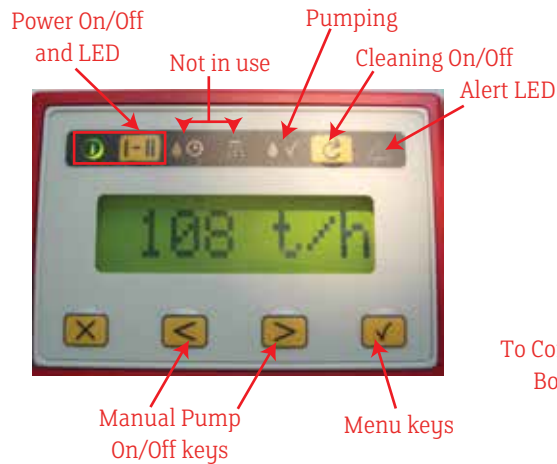 Power On/Off
and LED
Not in use
Pumping
Cleaning On/Off
Alert LED
I-II
108 t/h
X < > ✓
To Co
Bo
Manual Pump
On/Off keys
Menu keys